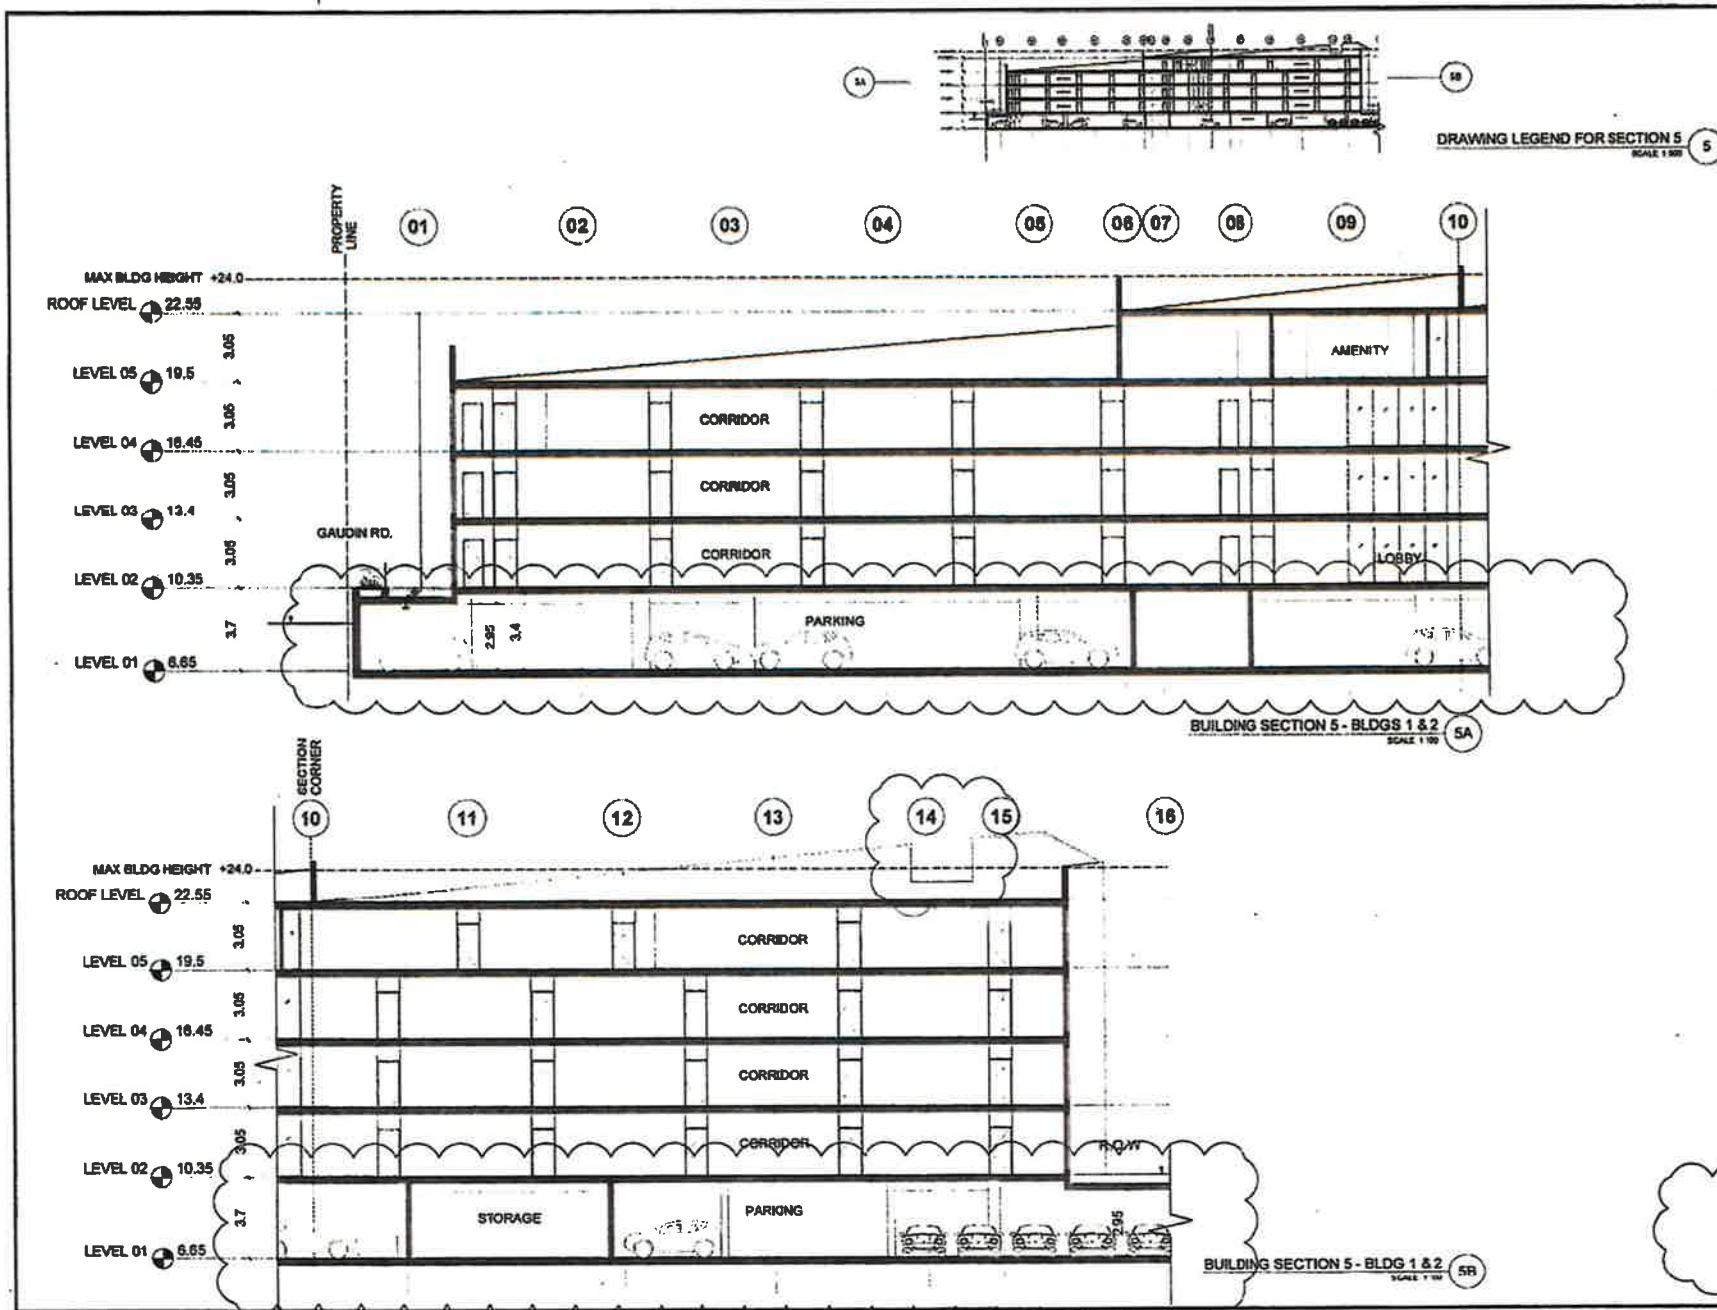 5A
5B
DRAWING LEGEND FOR SECTION 5
5
PROPERTY
LINE
01
02
03
04
05
06
07
08
09
10
MAX BLDG HEIGHT +24.0
ROOF LEVEL 22.55
3.05
AMENITY
LEVEL 05 19.5
3.05
CORRIDOR
LEVEL 04 16.45
3.05
CORRIDOR
LEVEL 03 13.4
GAUDIN RD.
3.05
CORRIDOR
LOBBY
LEVEL 02 10.35
3.7
2.95
3.4
PARKING
LEVEL 01 6.65
BUILDING SECTION 5 - BLDGS 1 & 2
SCALE 1:100
5A
SECTION
CORNER
10
11
12
13
14
15
16
MAX BLDG HEIGHT +24.0
ROOF LEVEL 22.55
3.05
CORRIDOR
LEVEL 05 19.5
3.05
CORRIDOR
LEVEL 04 16.45
3.05
CORRIDOR
LEVEL 03 13.4
3.05
CORRIDOR
R.O.W
LEVEL 02 10.35
3.7
STORAGE
PARKING
2.95
LEVEL 01 6.65
BUILDING SECTION 5 - BLDG 1 & 2
SCALE 1:100
5B